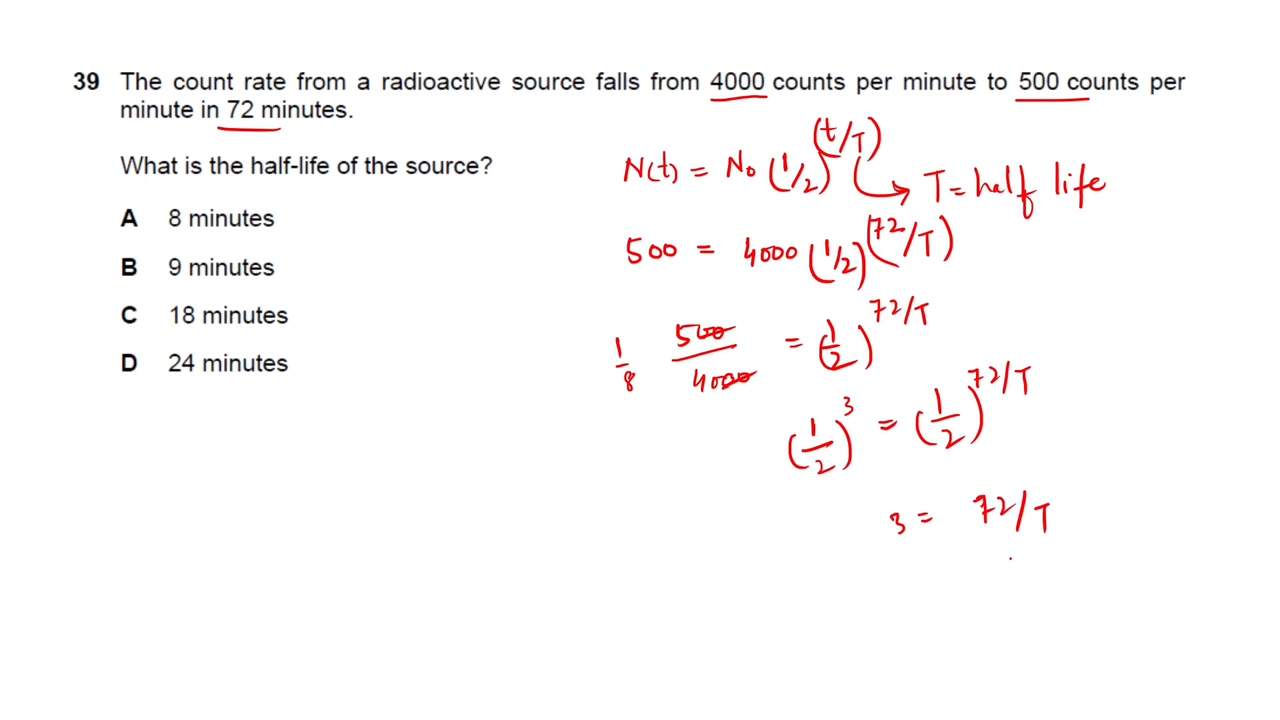 39 The count rate from a radioactive source falls from 4000 counts per minute to 500 counts per
minute in 72 minutes.
What is the half-life of the source?
A 8 minutes
B 9 minutes
C 18 minutes
D 24 minutes
N(t) = N₀ (1/2)^(t/T)
T = half life
500 = 4000 (1/2)^(72/T)
1/8 500/4000 = (1/2)^72/T
(1/2)^3 = (1/2)^72/T
3 = 72/T